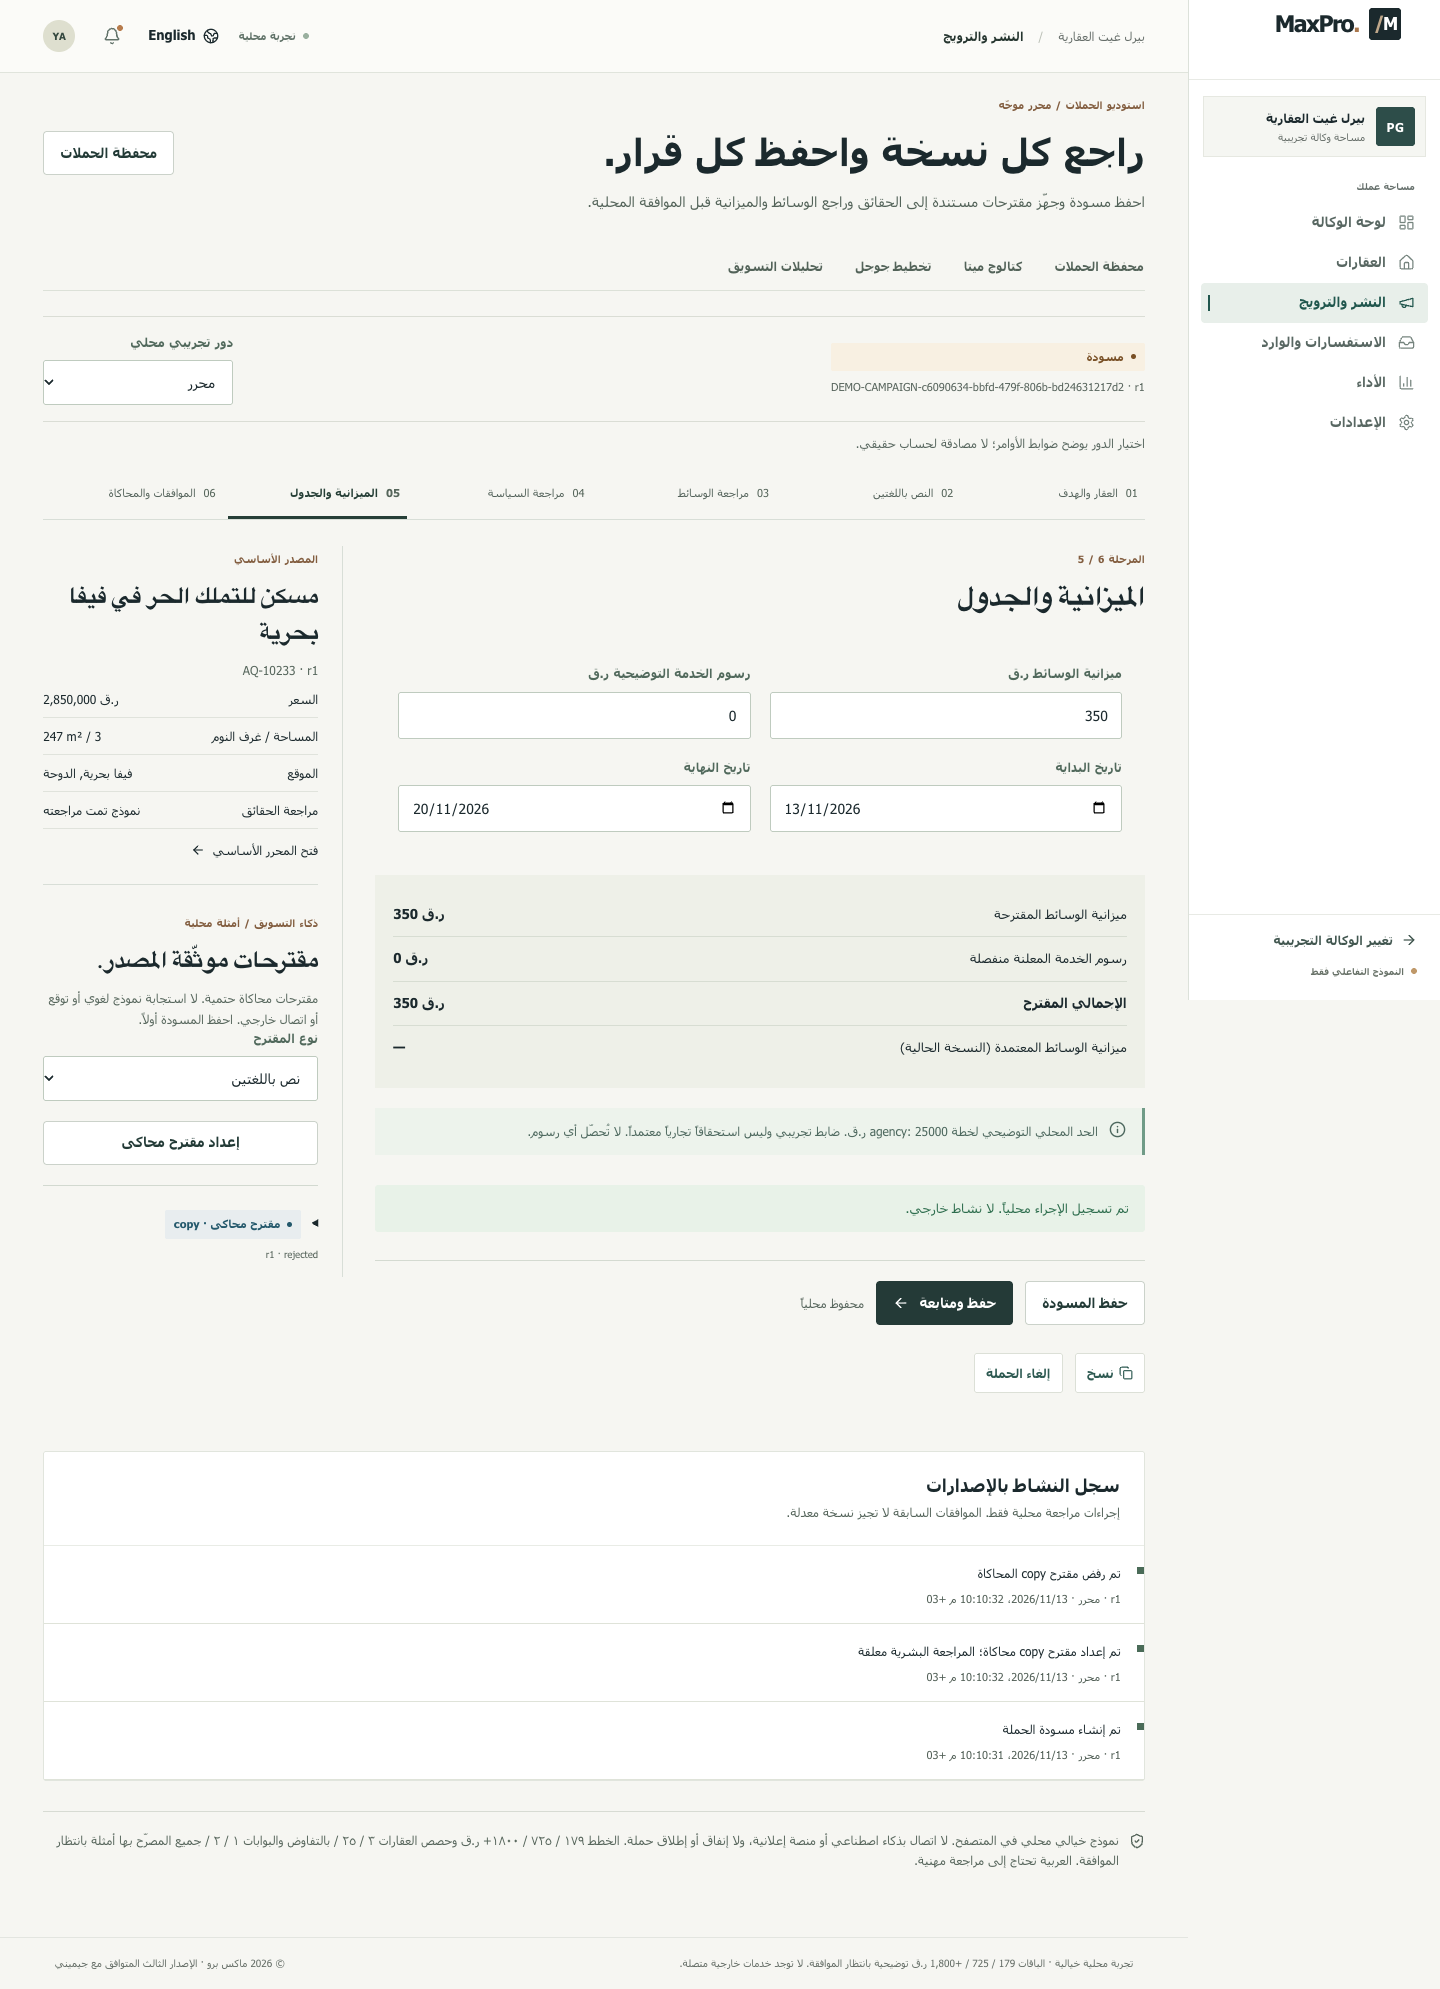 MaxPro.
/M
بيرل غيت العقارية
مساحة وكالة تجريبية
PG
مساحة عملك
لوحة الوكالة
العقارات
النشر والترويج
الاستفسارات والوارد
الأداء
الإعدادات
تغيير الوكالة التجريبية
النموذج التفاعلي فقط
بيرل غيت العقارية / النشر والترويج
تجربة محلية
English
YA
استوديو الحملات / محرر موجّه
راجع كل نسخة واحفظ كل قرار.
احفظ مسودة وجهّز مقترحات مستندة إلى الحقائق وراجع الوسائط والميزانية قبل الموافقة المحلية.
محفظة الحملات
محفظة الحملات
كتالوج ميتا
تخطيط جوجل
تحليلات التسويق
مسودة
DEMO-CAMPAIGN-c6090634-bbfd-479f-806b-bd24631217d2 · r1
دور تجريبي محلي
محرر
اختيار الدور يوضح ضوابط الأوامر؛ لا مصادقة لحساب حقيقي.
01 العقار والهدف
02 النص باللغتين
03 مراجعة الوسائط
04 مراجعة السياسة
05 الميزانية والجدول
06 الموافقات والمحاكاة
المرحلة 6 / 5
الميزانية والجدول
ميزانية الوسائط ر.ق
350
رسوم الخدمة التوضيحية ر.ق
0
تاريخ البداية
13/11/2026
تاريخ النهاية
20/11/2026
ميزانية الوسائط المقترحة
ر.ق 350
رسوم الخدمة المعلنة منفصلة
ر.ق 0
الإجمالي المقترح
ر.ق 350
ميزانية الوسائط المعتمدة (النسخة الحالية)
—
الحد المحلي التوضيحي لخطة agency: 25000 ر.ق. ضابط تجريبي وليس استحقاقاً تجارياً معتمداً. لا تُحصّل أي رسوم.
تم تسجيل الإجراء محلياً. لا نشاط خارجي.
حفظ المسودة
حفظ ومتابعة
محفوظ محلياً
نسخ
إلغاء الحملة
المصدر الأساسي
مسكن للتملك الحر في فيفا
بحرية
AQ-10233 · r1
السعر
ر.ق 2,850,000
المساحة / غرف النوم
247 m² / 3
الموقع
فيفا بحرية, الدوحة
مراجعة الحقائق
نموذج تمت مراجعته
فتح المحرر الأساسي
ذكاء التسويق / أمثلة محلية
مقترحات موثّقة المصدر.
مقترحات محاكاة حتمية. لا استجابة نموذج لغوي أو توقع
أو اتصال خارجي. احفظ المسودة أولاً.
نوع المقترح
نص باللغتين
إعداد مقترح محاكى
مقترح محاكى · copy
r1 · rejected
سجل النشاط بالإصدارات
إجراءات مراجعة محلية فقط. الموافقات السابقة لا تجيز نسخة معدلة.
تم رفض مقترح copy المحاكاة
r1 · محرر · 2026/11/13، 10:10:32 م +03
تم إعداد مقترح copy محاكاة؛ المراجعة البشرية معلقة
r1 · محرر · 2026/11/13، 10:10:32 م +03
تم إنشاء مسودة الحملة
r1 · محرر · 2026/11/13، 10:10:31 م +03
نموذج خيالي محلي في المتصفح. لا اتصال بذكاء اصطناعي أو منصة إعلانية، ولا إنفاق أو إطلاق حملة. الخطط ١٧٩ / ٧٢٥ / ١٨٠٠+ ر.ق وحصص العقارات ٣ / ٢٥ / بالتفاوض والبوابات ١ / ٢ / جميع المصرّح بها أمثلة بانتظار
الموافقة. العربية تحتاج إلى مراجعة مهنية.
تجربة محلية خيالية · الباقات 179 / 725 / 1,800+ ر.ق توضيحية بانتظار الموافقة. لا توجد خدمات خارجية متصلة.
© 2026 ماكس برو · الإصدار الثالث المتوافق مع جيميني